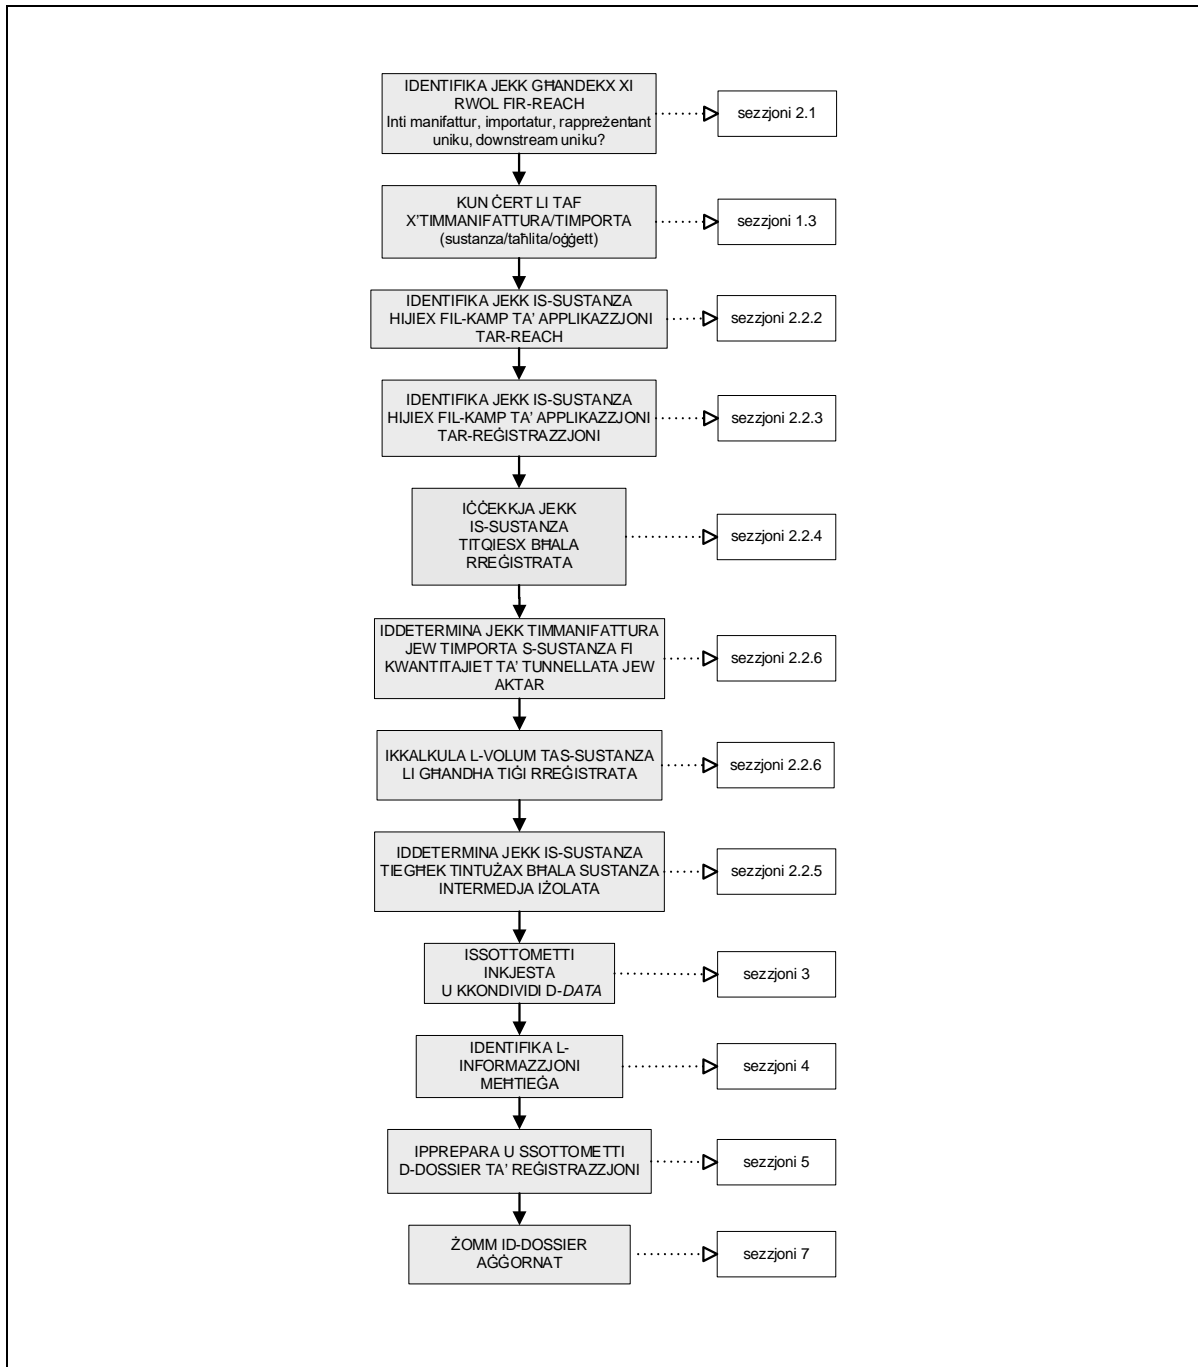 IDENTIFIKA JEKK GĦANDEKX XI
RWOL FIR-REACH
Inti manifattur, importatur, rappreżentant
uniku, downstream uniku?
sezzjoni 2.1
KUN ĊERT LI TAF
X'TIMMANIFATTURA/TIMPORTA
(sustanza/taħlita/oġġett)
sezzjoni 1.3
IDENTIFIKA JEKK IS-SUSTANZA
HIJIEX FIL-KAMP TA' APPLIKAZZJONI
TAR-REACH
sezzjoni 2.2.2
IDENTIFIKA JEKK IS-SUSTANZA
HIJIEX FIL-KAMP TA' APPLIKAZZJONI
TAR-REĠISTRAZZJONI
sezzjoni 2.2.3
IĊĊEKKJA JEKK
IS-SUSTANZA
TITQIESX BĦALA
RREĠISTRATA
sezzjoni 2.2.4
IDDETERMINA JEKK TIMMANIFATTURA
JEW TIMPORTA S-SUSTANZA FI
KWANTITAJIET TA' TUNNELLATA JEW
AKTAR
sezzjoni 2.2.6
IKKALKULA L-VOLUM TAS-SUSTANZA
LI GĦANDHA TIĠI RREĠISTRATA
sezzjoni 2.2.6
IDDETERMINA JEKK IS-SUSTANZA
TIEGĦEK TINTUŻAX BĦALA SUSTANZA
INTERMEDJA IŻOLATA
sezzjoni 2.2.5
ISSOTTOMETTI
INKJESTA
U KKONDIVIDI D-DATA
sezzjoni 3
IDENTIFIKA L-
INFORMAZZJONI
MEĦTIEĠA
sezzjoni 4
IPPREPARA U SSOTTOMETTI
D-DOSSIER TA' REĠISTRAZZJONI
sezzjoni 5
ŻOMM ID-DOSSIER
AĠĠORNAT
sezzjoni 7